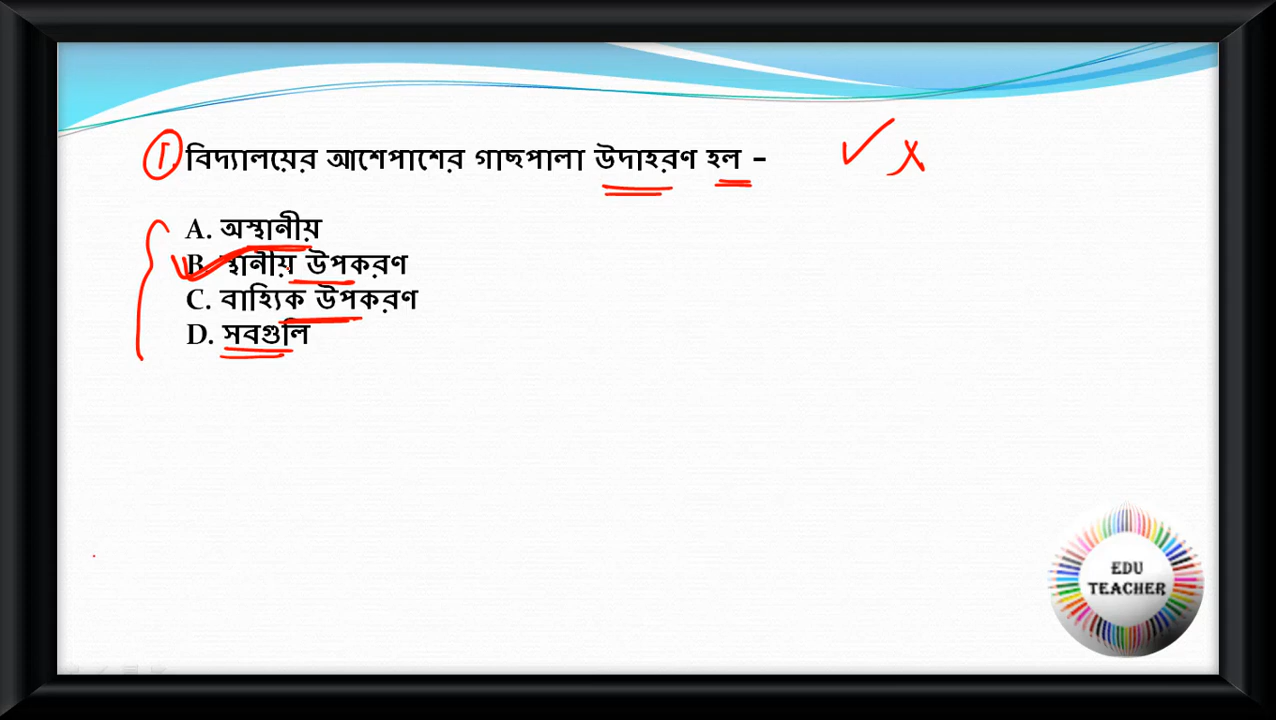 1. বিদ্যালয়ের আশেপাশের গাছপালা উদাহরণ হল –
A. অস্থানীয়
B. স্থানীয় উপকরণ
C. বাহ্যিক উপকরণ
D. সবগুলি
EDU
TEACHER